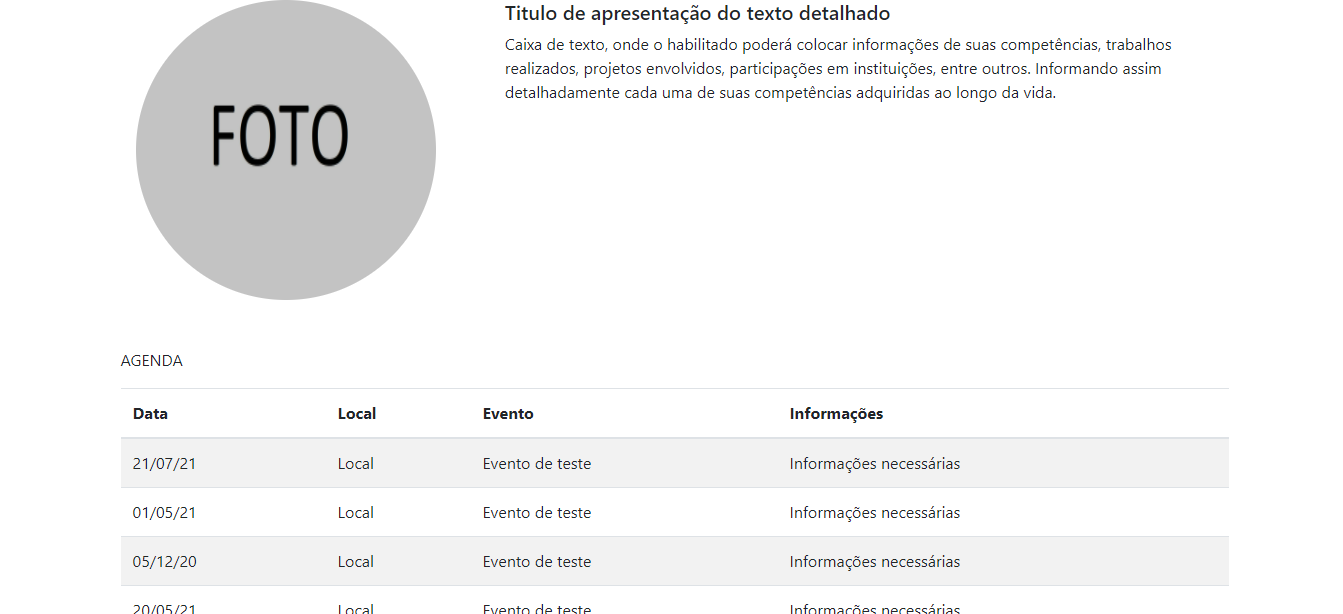 FOTO
Titulo de apresentação do texto detalhado
Caixa de texto, onde o habilitado poderá colocar informações de suas competências, trabalhos
realizados, projetos envolvidos, participações em instituições, entre outros. Informando assim
detalhadamente cada uma de suas competências adquiridas ao longo da vida.
AGENDA
Data Local Evento Informações
21/07/21 Local Evento de teste Informações necessárias
01/05/21 Local Evento de teste Informações necessárias
05/12/20 Local Evento de teste Informações necessárias
20/05/21 Local Evento de teste Informações necessárias